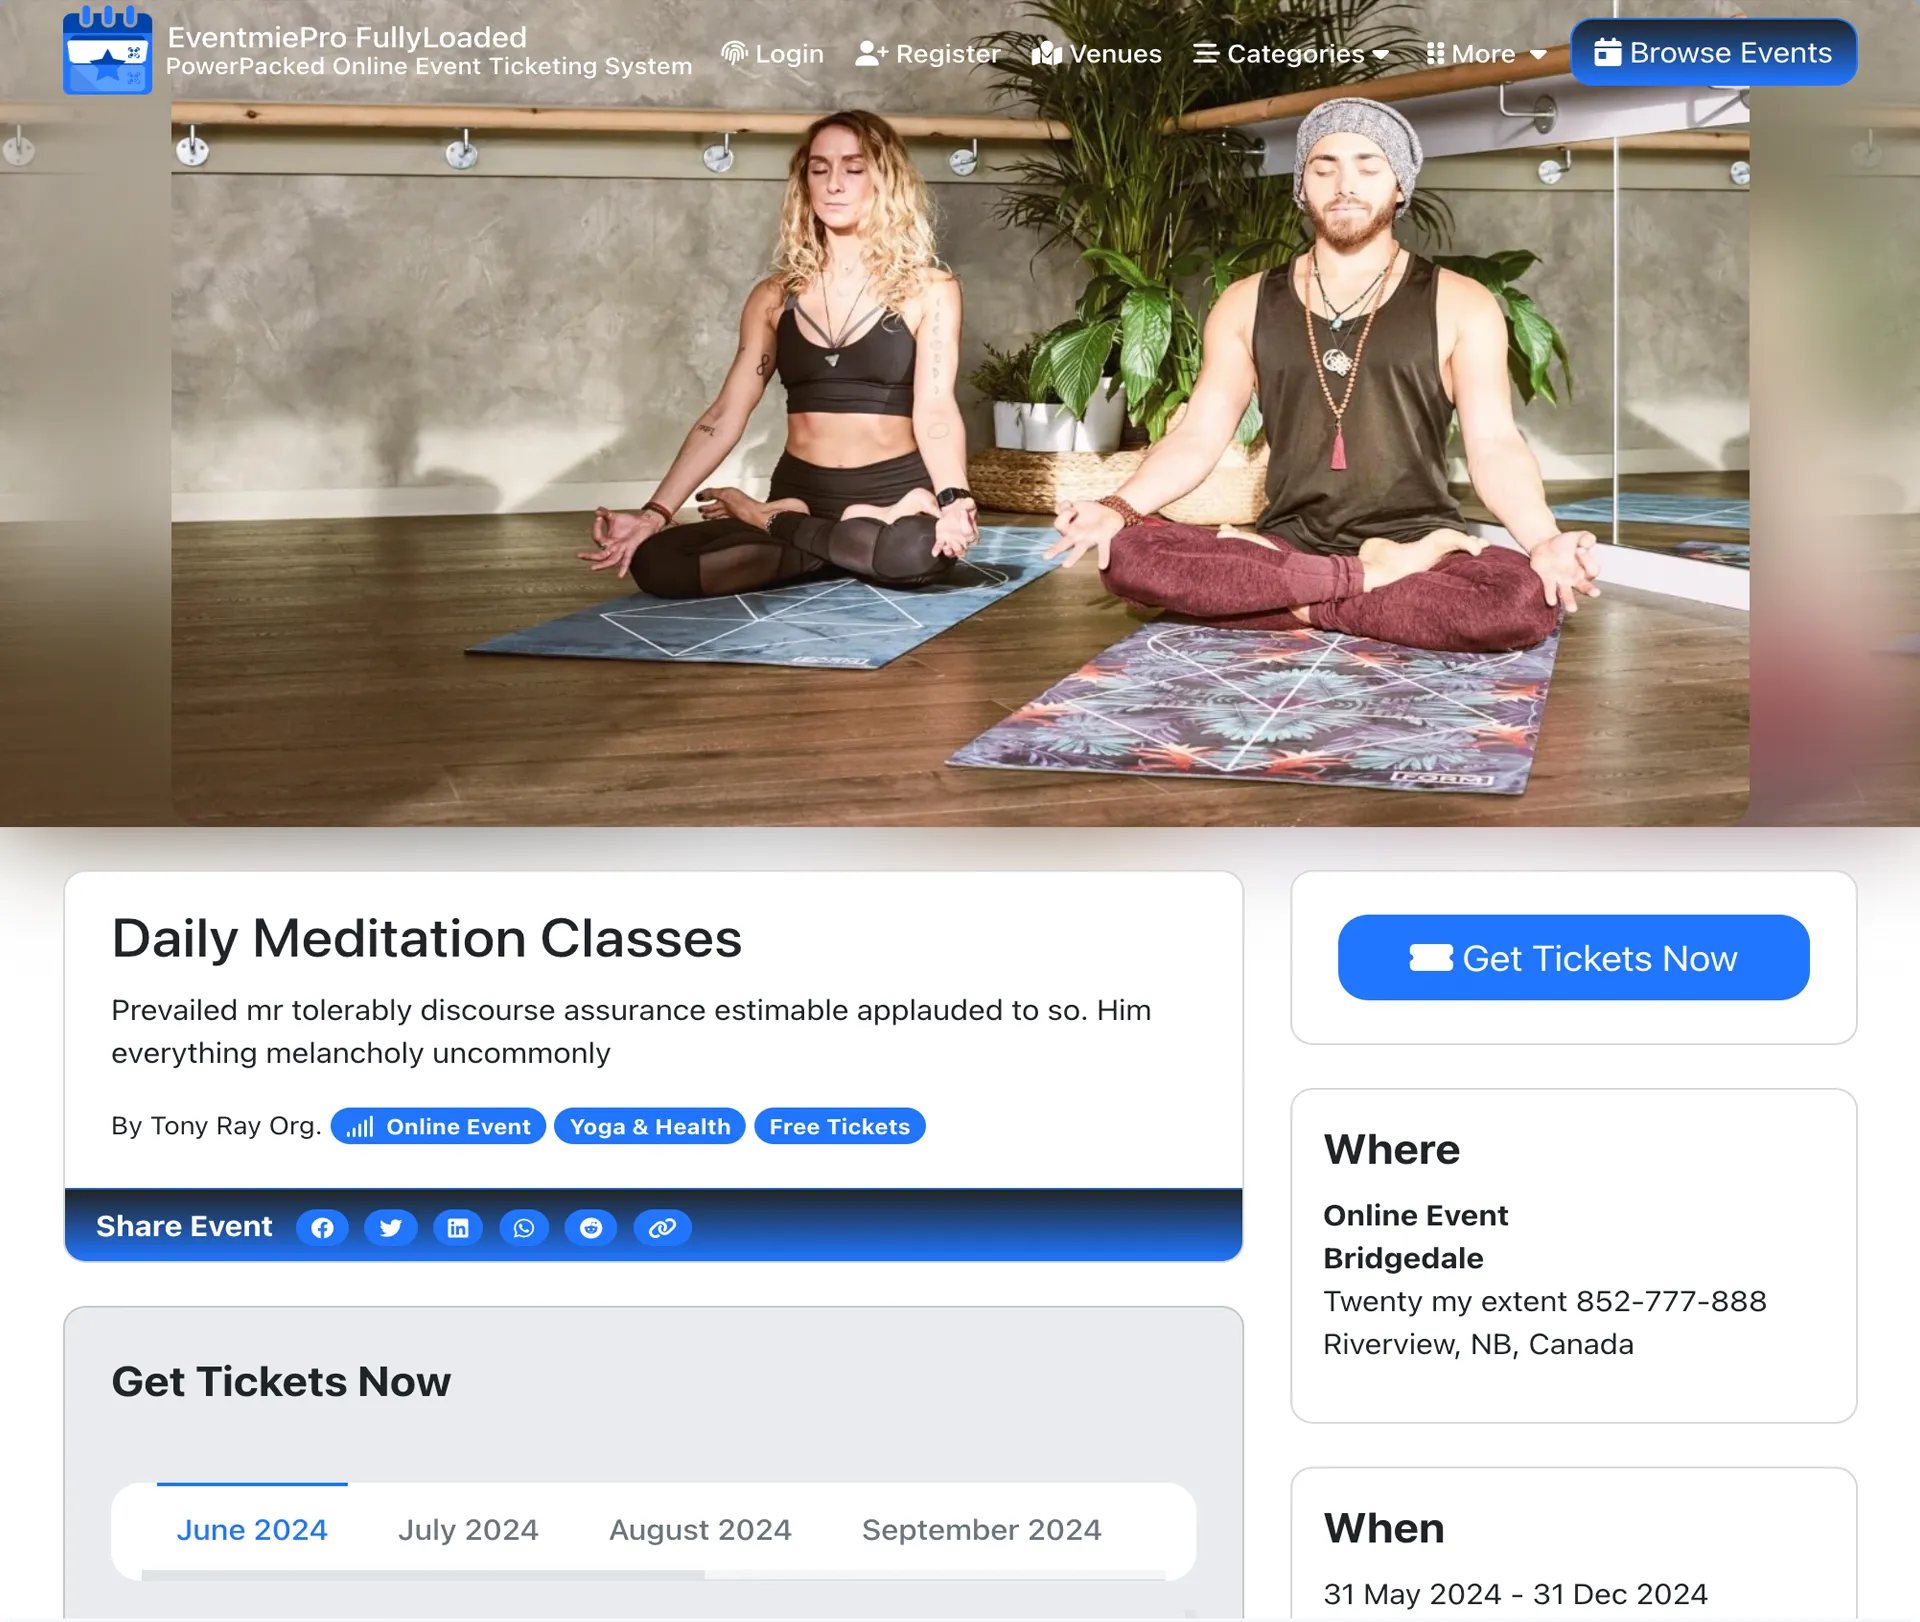 EventmiePro FullyLoaded
PowerPacked Online Event Ticketing System
Login
Register
Venues
Categories
More
Browse Events
FORM
Daily Meditation Classes
Prevailed mr tolerably discourse assurance estimable applauded to so. Him
everything melancholy uncommonly
By Tony Ray Org. Online Event Yoga & Health Free Tickets
Share Event
Get Tickets Now
June 2024 July 2024 August 2024 September 2024
Get Tickets Now
Where
Online Event
Bridgedale
Twenty my extent 852-777-888
Riverview, NB, Canada
When
31 May 2024 - 31 Dec 2024